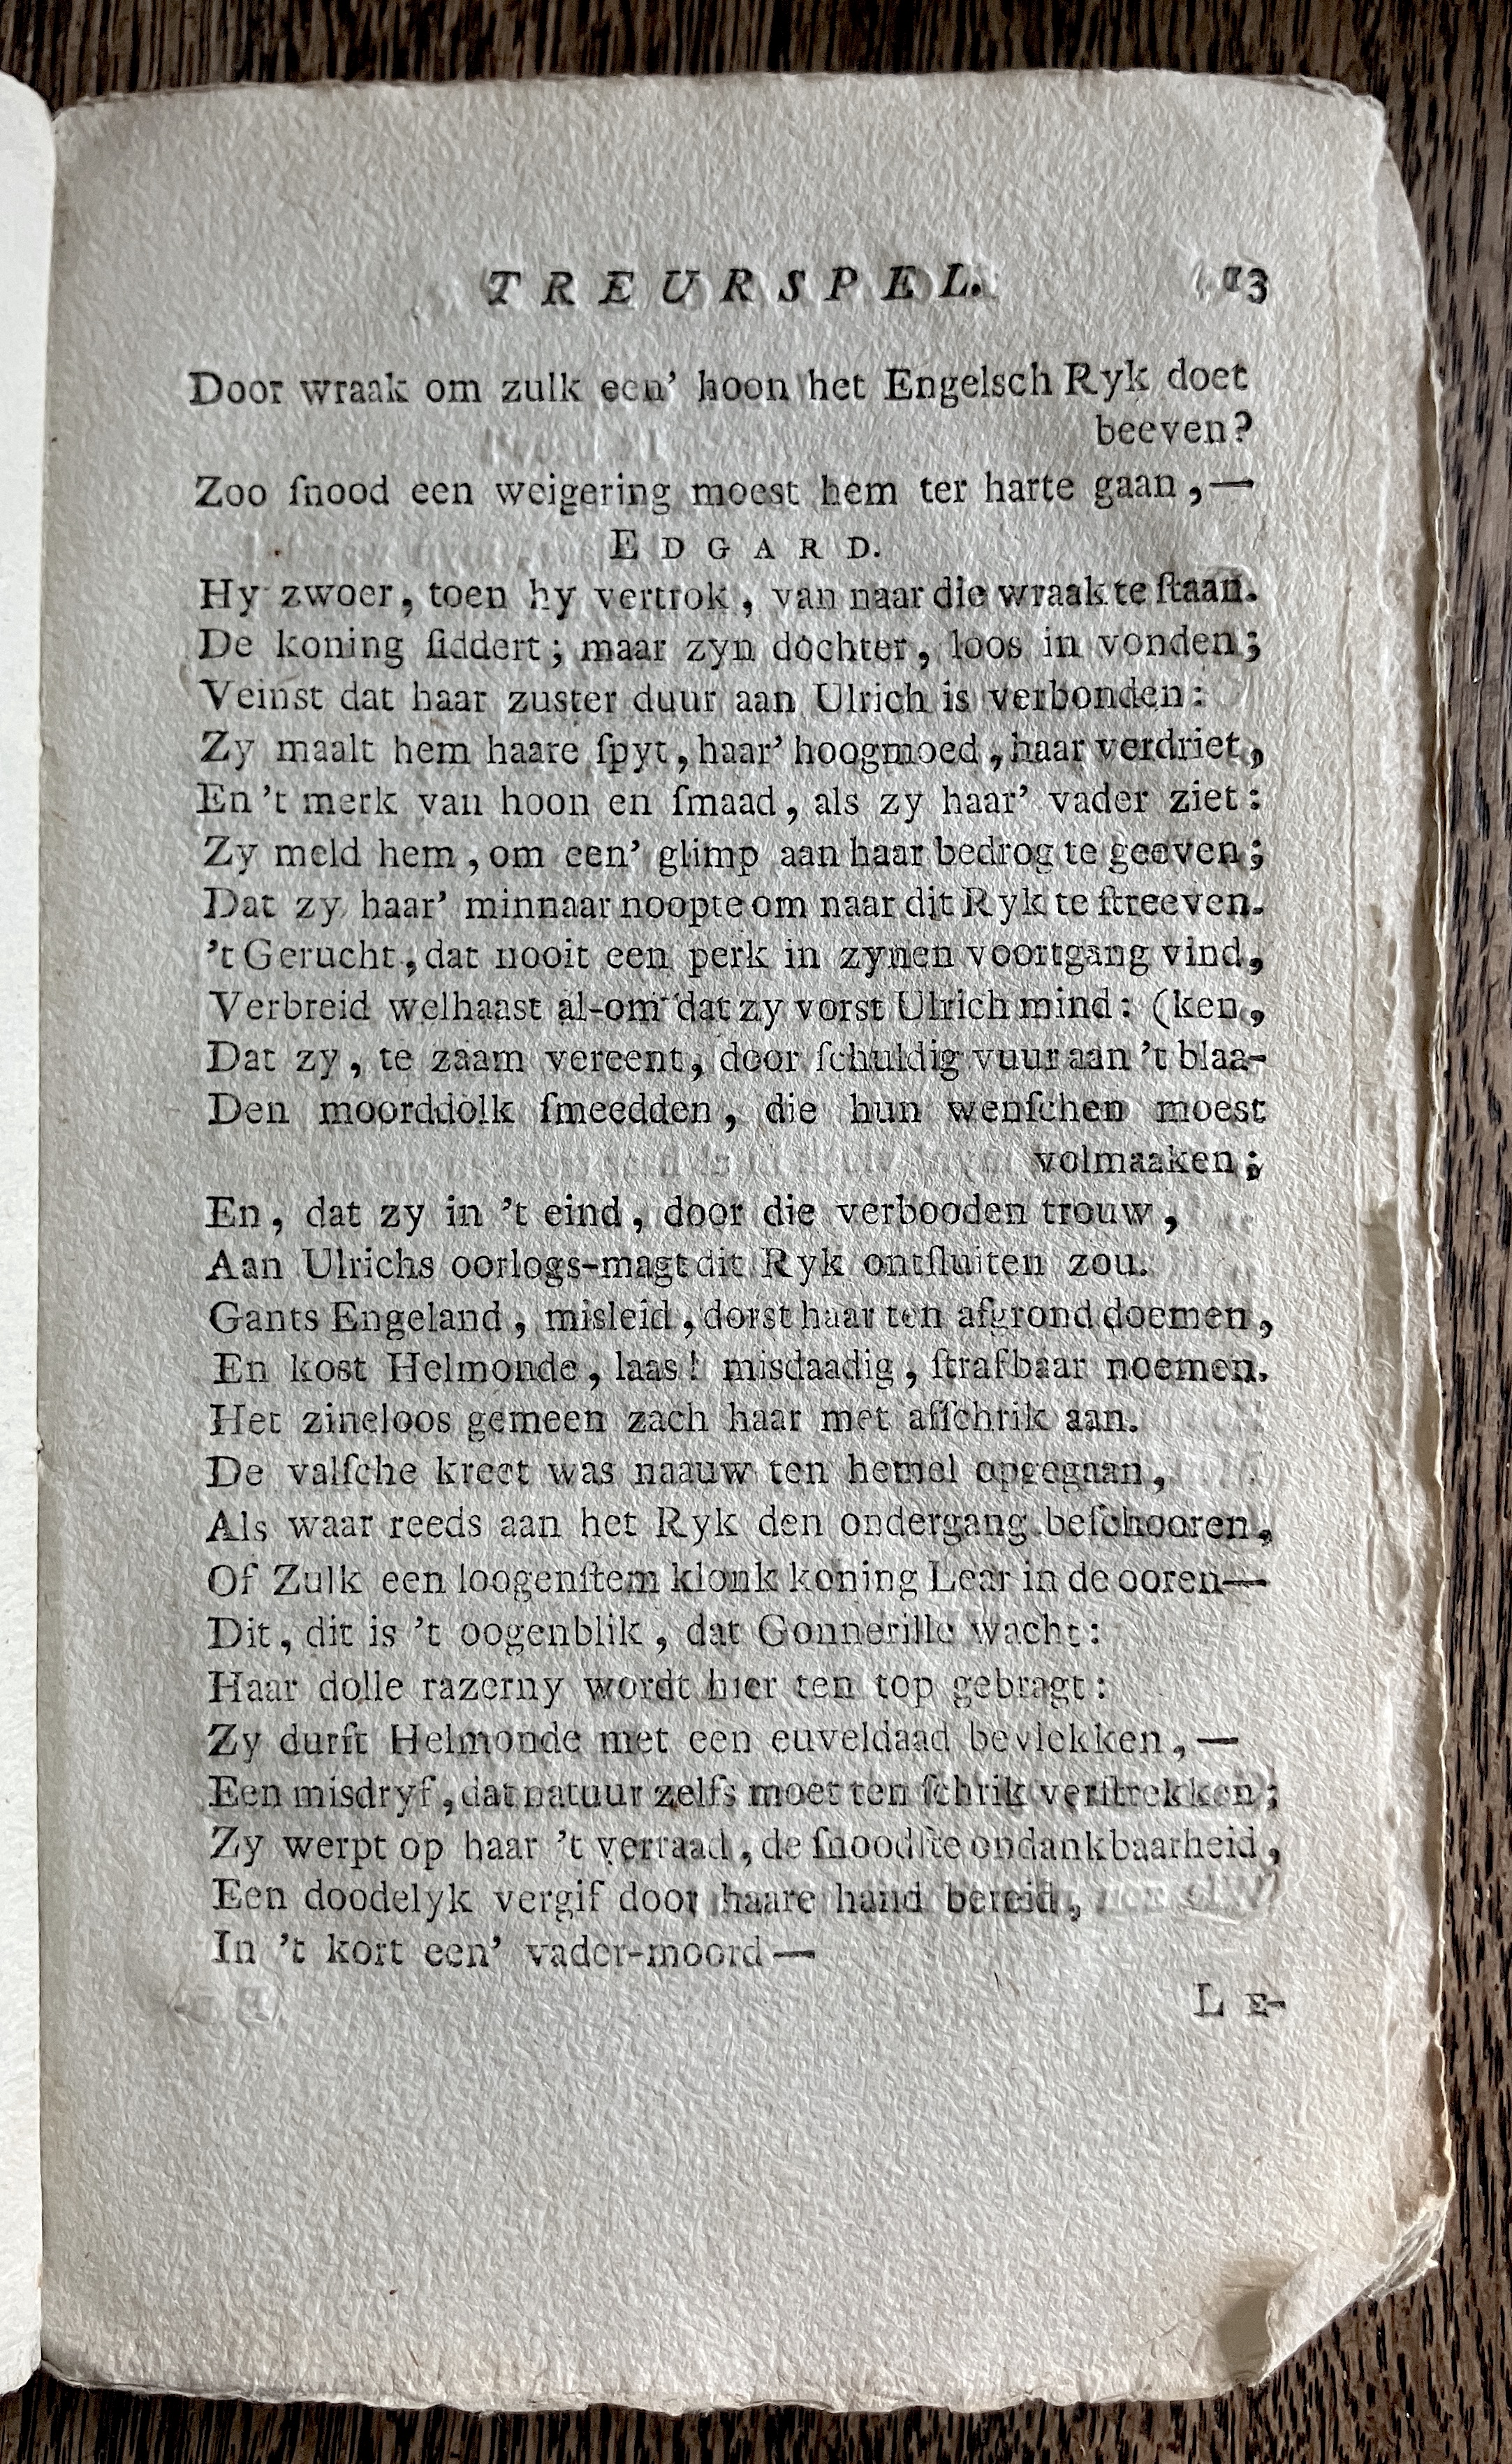 TREURSPEL. 13
Door wraak om zulk een' hoon het Engelsch Ryk doet
beeven?
Zoo ſnood een weigering moest hem ter harte gaan,—
EDGARD.
Hy zwoer, toen hy vertrok, van naar die wraak te ſtaan.
De koning ſiddert; maar zyn dochter, loos in vonden;
Veinst dat haar zuster duur aan Ulrich is verbonden:
Zy maalt hem haare ſpyt, haar' hoogmoed, haar verdriet,
En 't merk van hoon en ſmaad, als zy haar' vader ziet:
Zy meld hem, om een' glimp aan haar bedrog te geeven;
Dat zy haar' minnaar noopte om naar dit Ryk te ſtreeven.
't Gerucht, dat nooit een perk in zynen voortgang vind,
Verbreid welhaast al-om dat zy vorst Ulrich mind: (ken,
Dat zy, te zaam vereent, door ſchuldig vuur aan 't blaa-
Den moorddolk ſmeedden, die hun wenſchen moest
volmaaken;
En, dat zy in 't eind, door die verbooden trouw,
Aan Ulrichs oorlogs-magt dit Ryk ontſluiten zou.
Gants Engeland, misleid, dorst haar ten afgrond doemen,
En kost Helmonde, laas! misdaadig, ſtrafbaar noemen.
Het zineloos gemeen zach haar met afſchrik aan.
De valſche kreet was naauw ten hemel opgegaan,
Als waar reeds aan het Ryk den ondergang beſchooren,
Of Zulk een loogenſtem klonk koning Lear in de ooren—
Dit, dit is 't oogenblik, dat Gonnerille wacht:
Haar dolle razerny wordt hier ten top gebragt:
Zy durft Helmonde met een euveldaad bevlekken,—
Een misdryf, dat natuur zelfs moet ten ſchrik verſtrekken;
Zy werpt op haar 't verraad, de ſnoodſte ondankbaarheid,
Een doodelyk vergif door haare hand bereid,
In 't kort een' vader-moord—
LE-